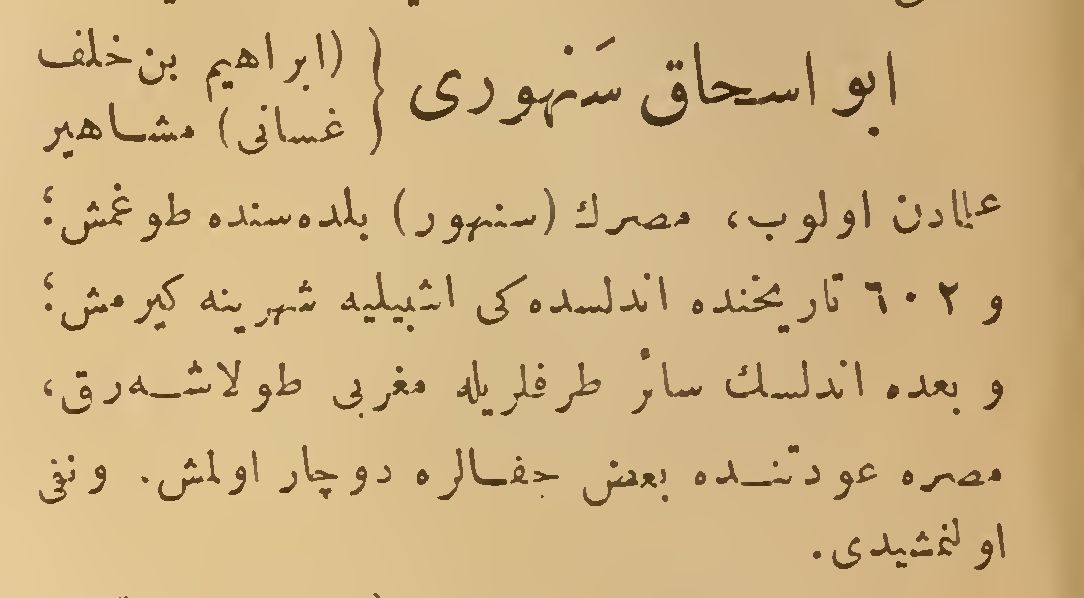 ابو اسحاق سَنهوری { (ابراهیم بن خلف
غسانی) مشاهیر
علمادن اولوب، مصرك (سنهور) بلده‌سنده طوغمش؛
و ٦٠٢ تاریخنده اندلسده كی اشبیلیه شهرینه كیرمش؛
و بعده اندلسك سائر طرفلریله مغربی طولاشه‌رق،
مصره عودتنده بعض جفالره دوچار اولمش. ونفی
اولنمشیدی.